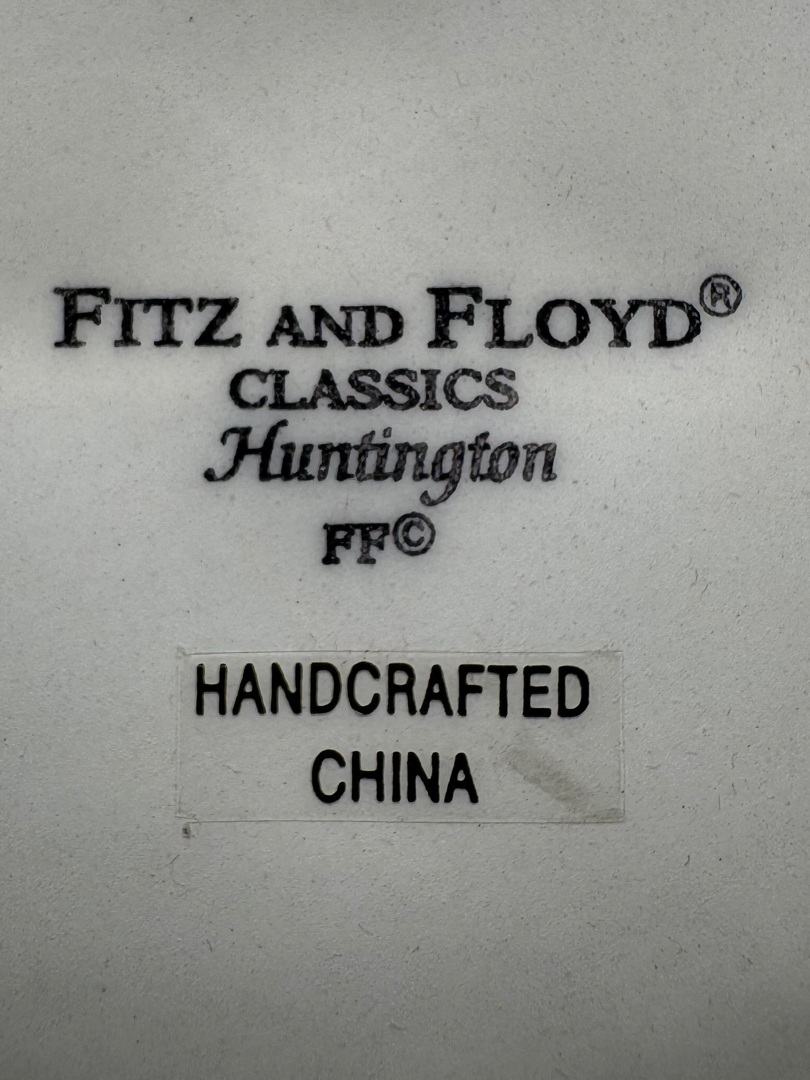 FITZ AND FLOYD®
CLASSICS
Huntington
FF©
HANDCRAFTED
CHINA